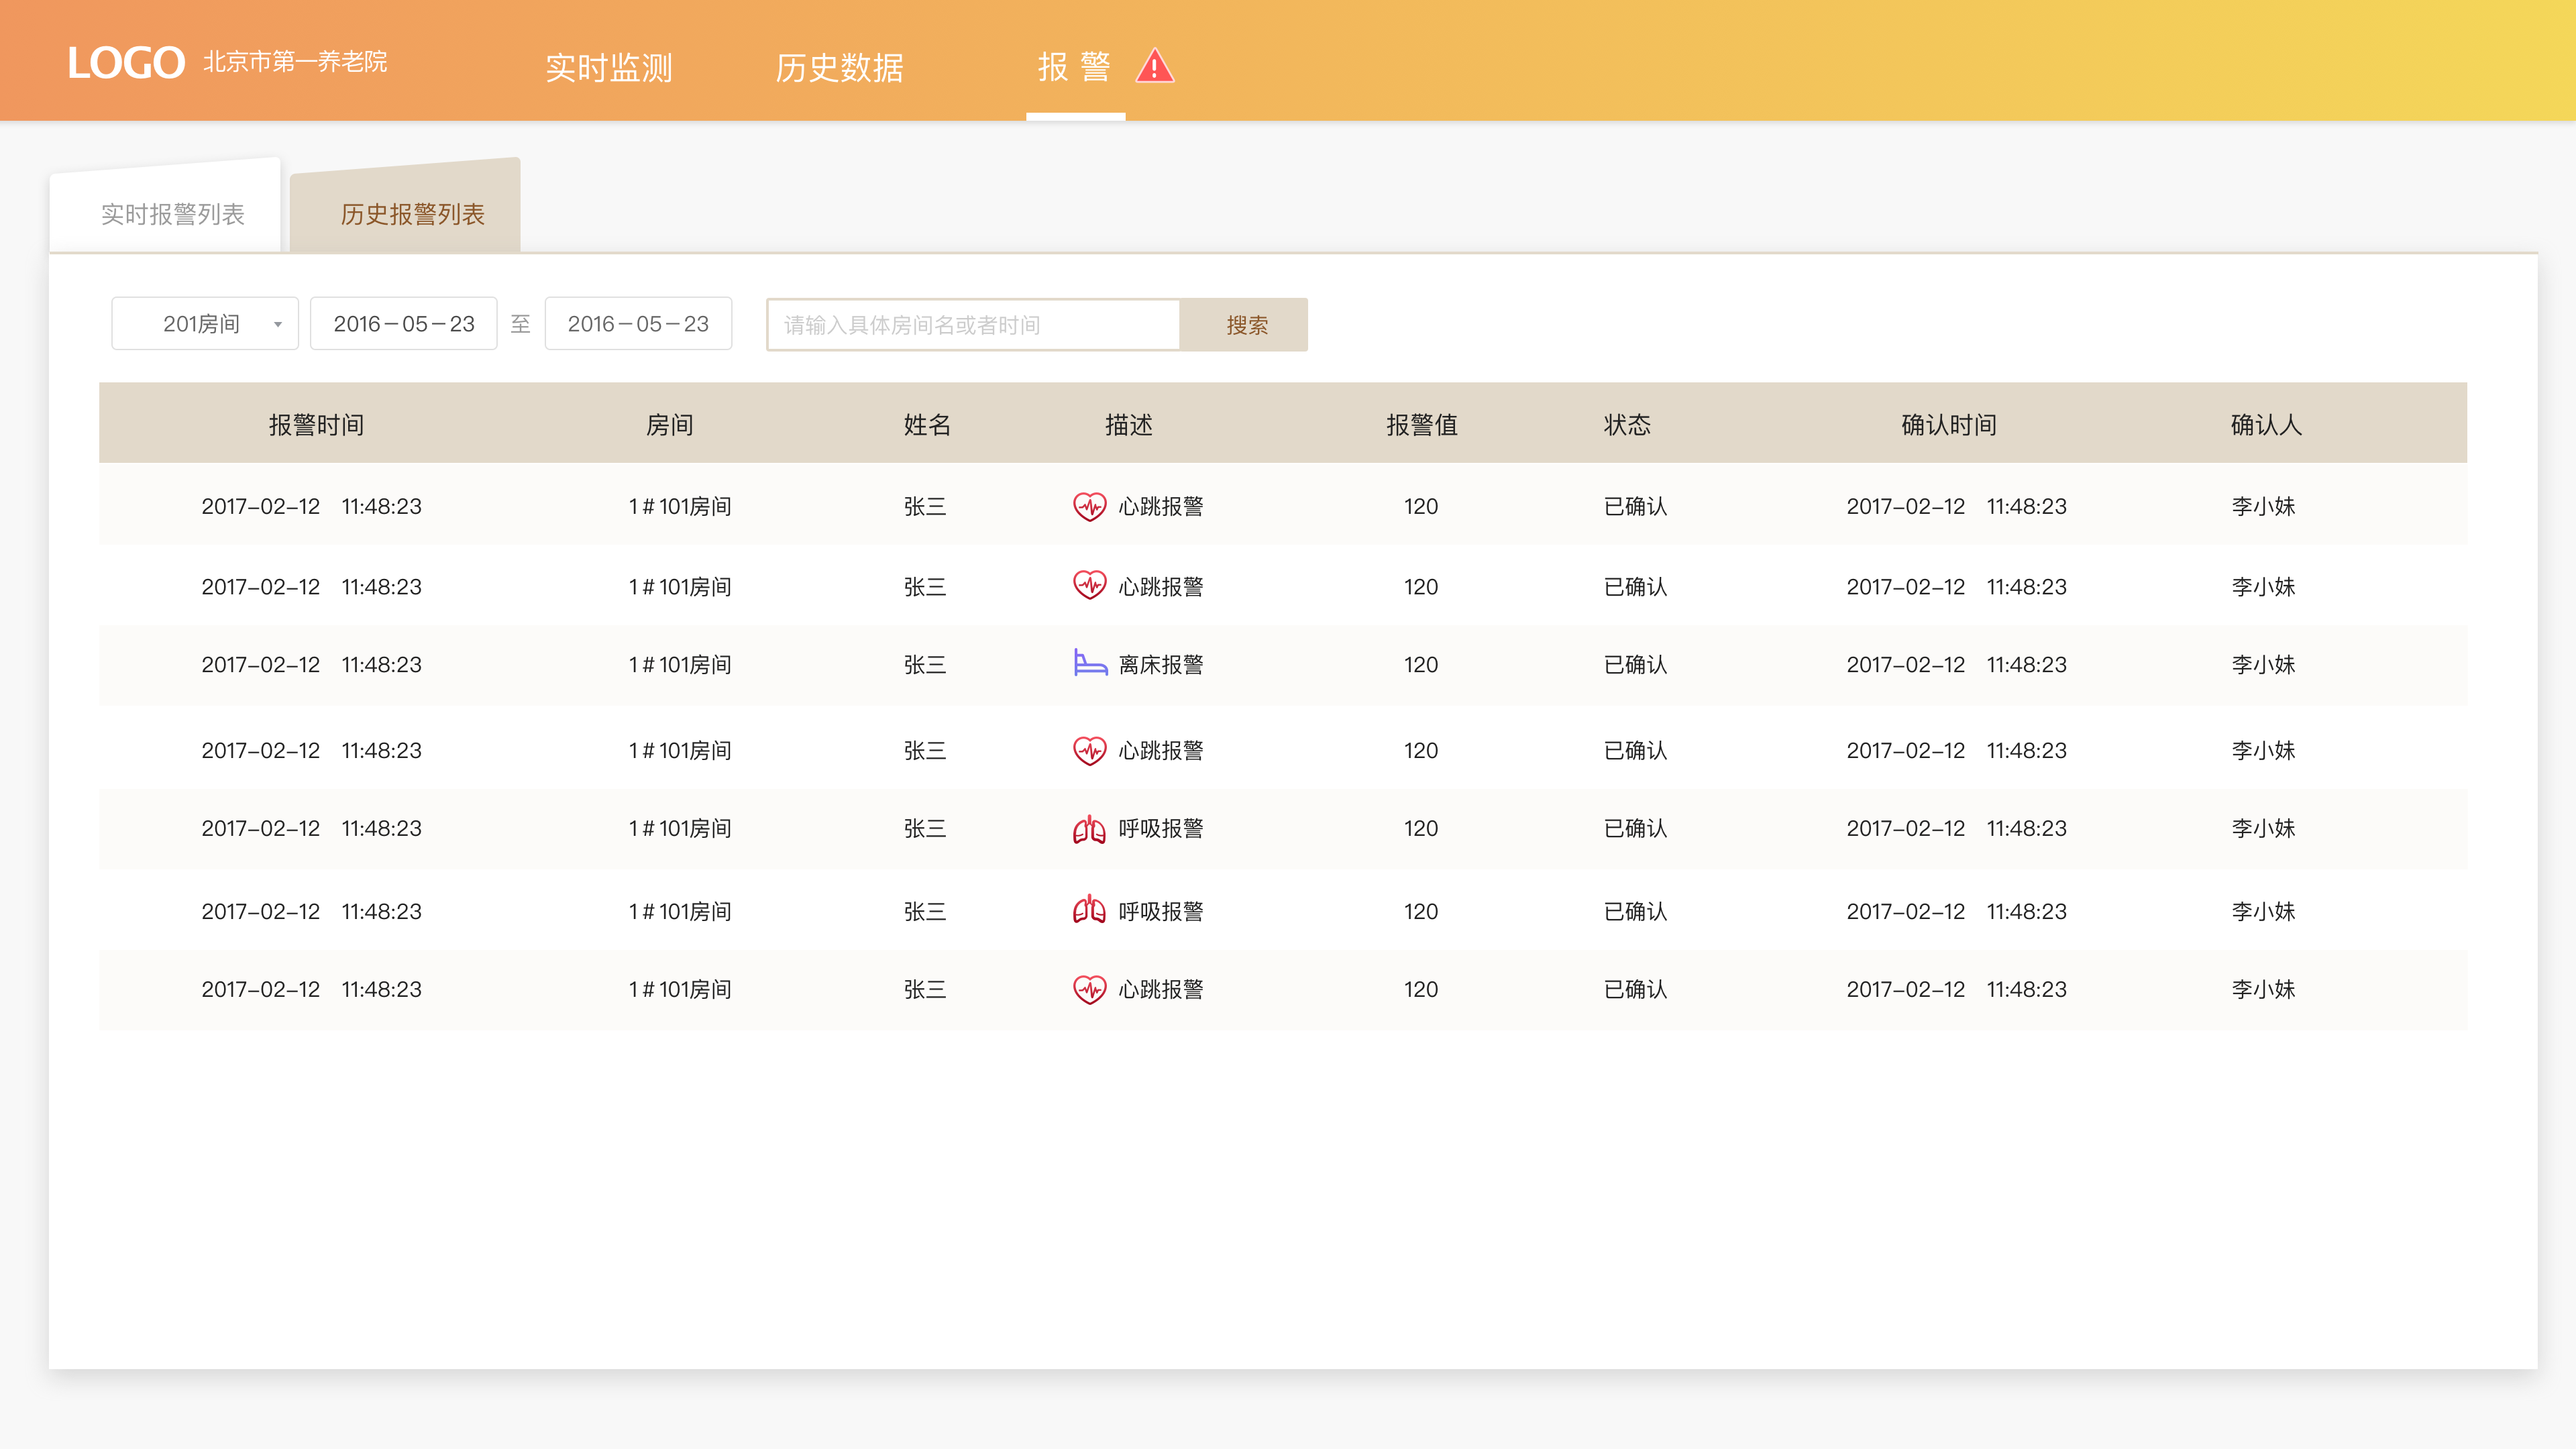 LOGO 北京市第一养老院 实时监测 历史数据 报 警
实时报警列表 历史报警列表
201房间 2016－05－23 至 2016－05－23 请输入具体房间名或者时间 搜索
报警时间 房间 姓名 描述 报警值 状态 确认时间 确认人
2017–02–12 11:48:23 1＃101房间 张三 心跳报警 120 已确认 2017–02–12 11:48:23 李小妹
2017–02–12 11:48:23 1＃101房间 张三 心跳报警 120 已确认 2017–02–12 11:48:23 李小妹
2017–02–12 11:48:23 1＃101房间 张三 离床报警 120 已确认 2017–02–12 11:48:23 李小妹
2017–02–12 11:48:23 1＃101房间 张三 心跳报警 120 已确认 2017–02–12 11:48:23 李小妹
2017–02–12 11:48:23 1＃101房间 张三 呼吸报警 120 已确认 2017–02–12 11:48:23 李小妹
2017–02–12 11:48:23 1＃101房间 张三 呼吸报警 120 已确认 2017–02–12 11:48:23 李小妹
2017–02–12 11:48:23 1＃101房间 张三 心跳报警 120 已确认 2017–02–12 11:48:23 李小妹